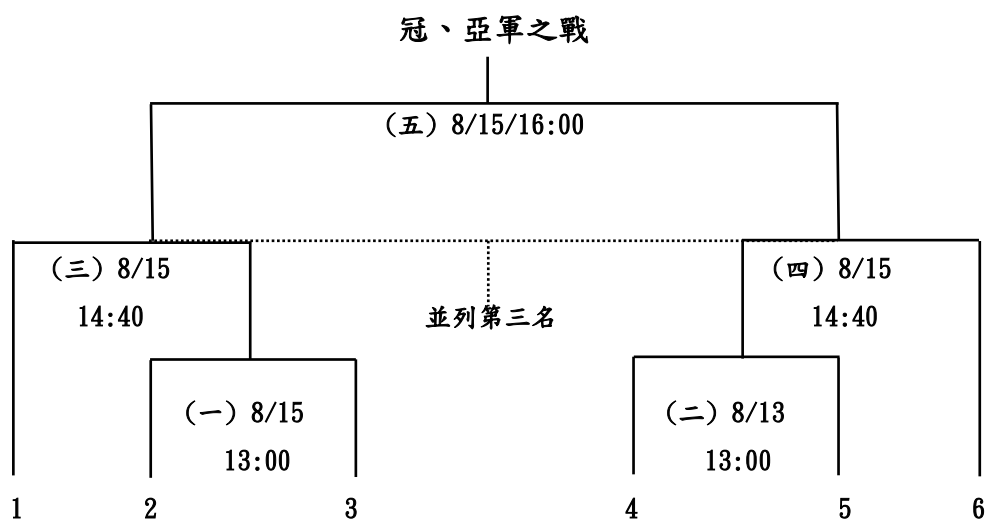 冠、亞軍之戰
(五) 8/15/16:00
(三) 8/15
14:40
(四) 8/15
14:40
並列第三名
(一) 8/15
13:00
(二) 8/13
13:00
1 2 3 4 5 6